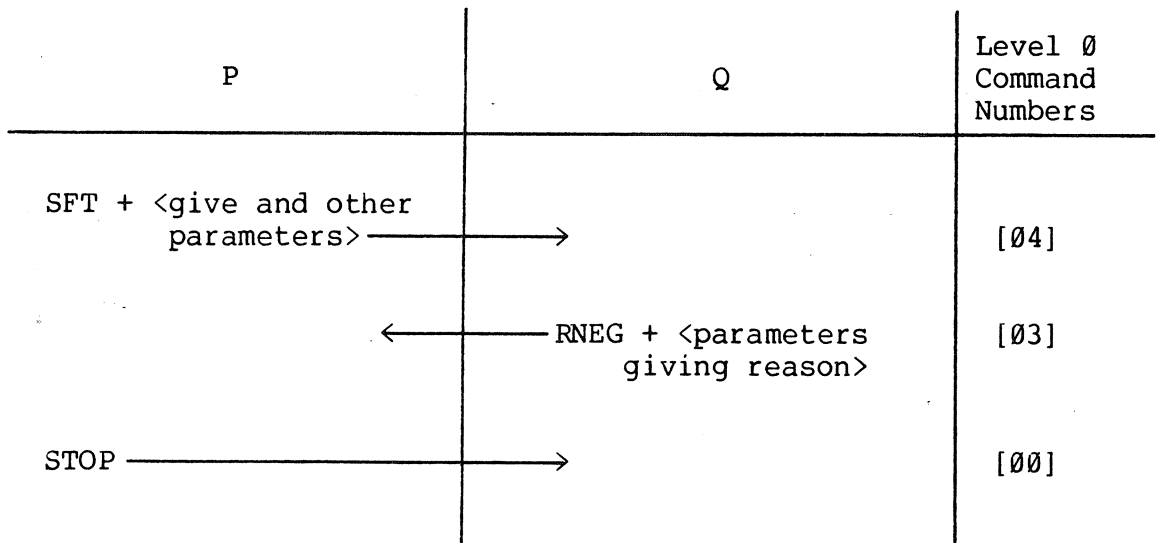 P
Q
Level Ø
Command
Numbers
SFT + <give and other
parameters>
[Ø4]
RNEG + <parameters
giving reason>
[Ø3]
STOP
[ØØ]